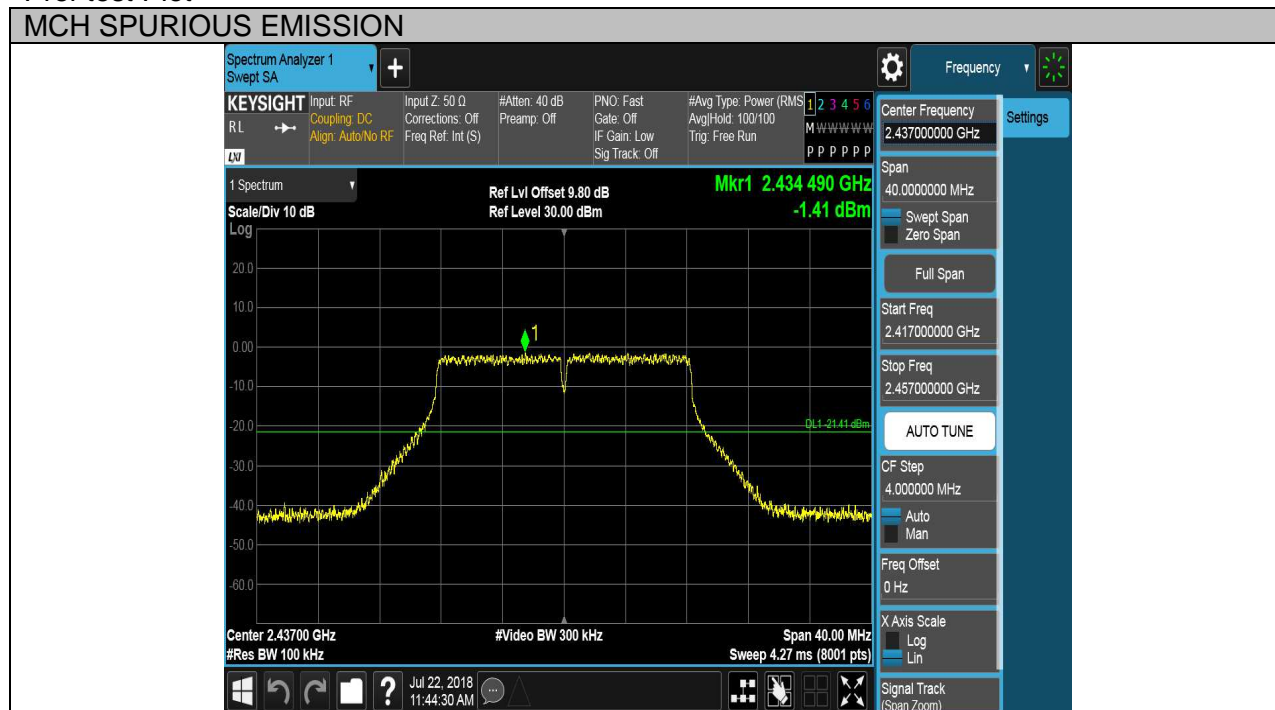 MCH SPURIOUS EMISSION
Spectrum Analyzer 1
Swept SA
+
Frequency
KEYSIGHT
RL
LXI
Input: RF
Coupling: DC
Align: Auto/No RF
Input Z: 50 Ω
Corrections: Off
Freq Ref: Int (S)
#Atten: 40 dB
Preamp: Off
PNO: Fast
Gate: Off
IF Gain: Low
Sig Track: Off
#Avg Type: Power (RMS
Avg|Hold: 100/100
Trig: Free Run
1 2 3 4 5 6
M W W W W W
P P P P P P
Center Frequency
2.437000000 GHz
Settings
Span
40.0000000 MHz
Swept Span
Zero Span
Full Span
Start Freq
2.417000000 GHz
Stop Freq
2.457000000 GHz
AUTO TUNE
CF Step
4.000000 MHz
Auto
Man
Freq Offset
0 Hz
X Axis Scale
Log
Lin
Signal Track
(Span Zoom)
1 Spectrum
Scale/Div 10 dB
Log
Ref Lvl Offset 9.80 dB
Ref Level 30.00 dBm
Mkr1 2.434 490 GHz
-1.41 dBm
20.0
10.0
0.00
-10.0
-20.0
-30.0
-40.0
-50.0
-60.0
1
DL1 -21.41 dBm
Center 2.43700 GHz
#Res BW 100 kHz
#Video BW 300 kHz
Span 40.00 MHz
Sweep 4.27 ms (8001 pts)
?
Jul 22, 2018
11:44:30 AM